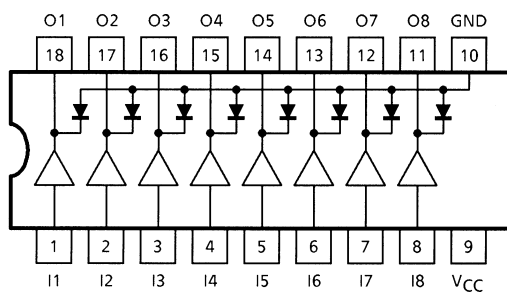 O1 O2 O3 O4 O5 O6 O7 O8 GND
18 17 16 15 14 13 12 11 10
1 2 3 4 5 6 7 8 9
I1 I2 I3 I4 I5 I6 I7 I8 VCC